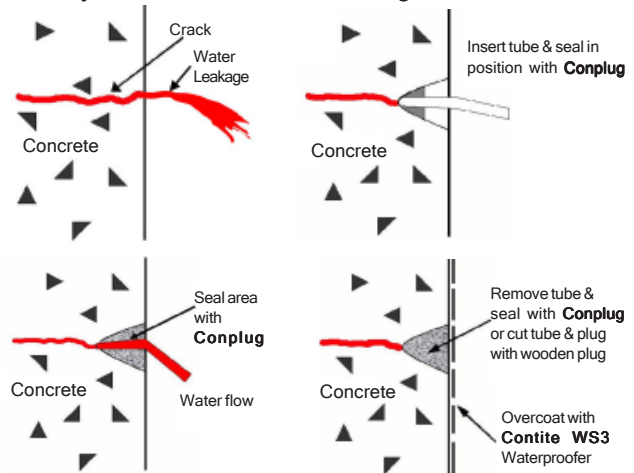 Crack
Water
Leakage
Concrete
Insert tube & seal in
position with Conplug
Concrete
Seal area
with
Conplug
Water flow
Concrete
Remove tube &
seal with Conplug
or cut tube & plug
with wooden plug
Concrete
Overcoat with
Contite WS3
Waterproofer